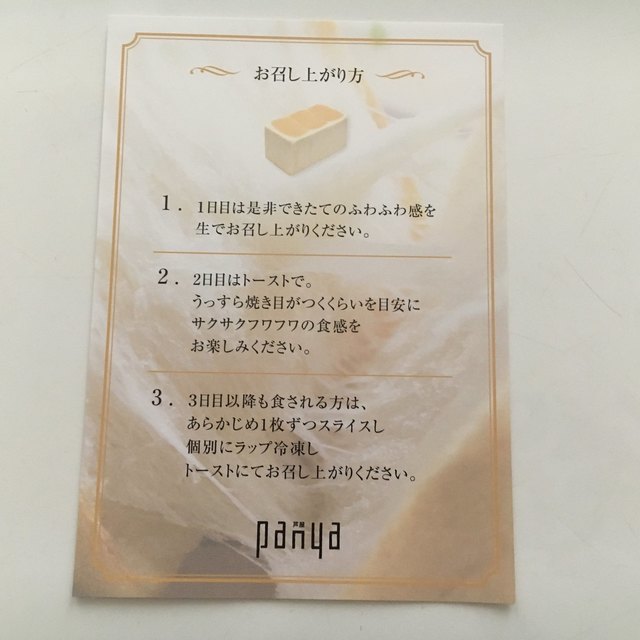 お召し上がり方
1. 1日目は是非できたてのふわふわ感を
生でお召し上がりください。
2. 2日目はトーストで。
うっすら焼き目がつくくらいを目安に
サクサクフワフワの食感を
お楽しみください。
3. 3日目以降も食される方は、
あらかじめ1枚ずつスライスし
個別にラップ冷凍し
トーストにてお召し上がりください。
芦屋
panya